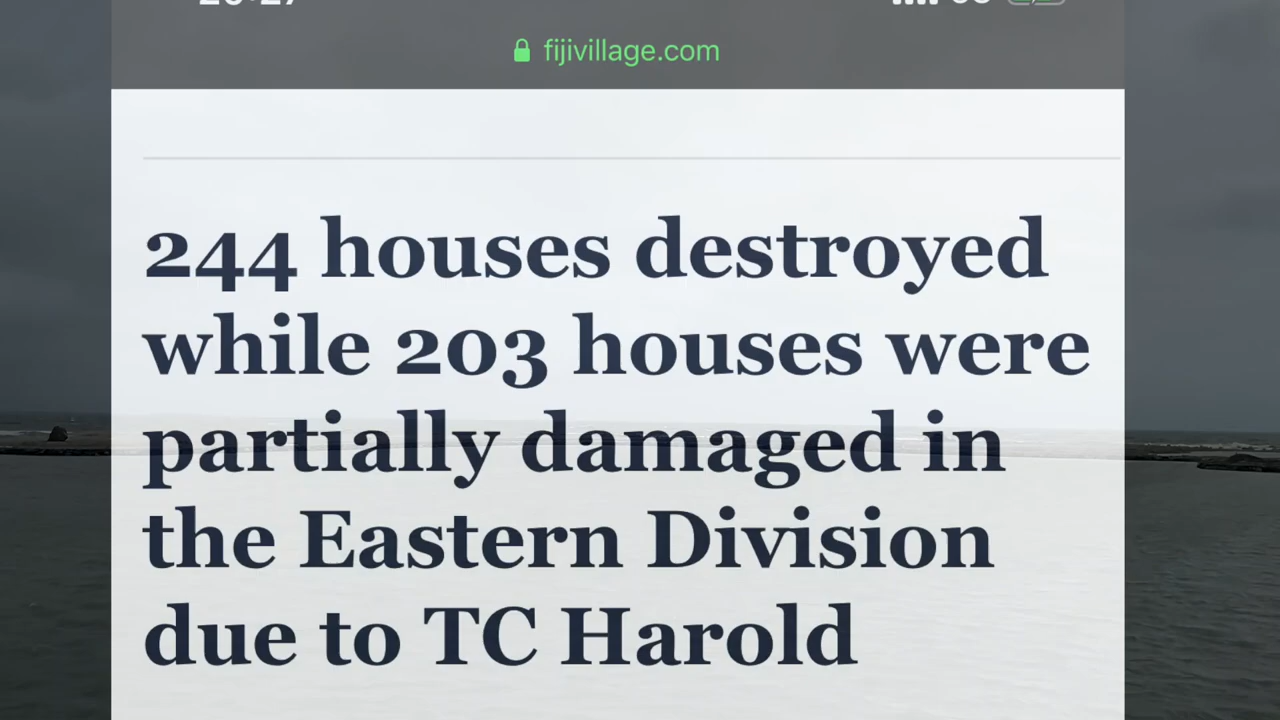 fijivillage.com
244 houses destroyed
while 203 houses were
partially damaged in
the Eastern Division
due to TC Harold